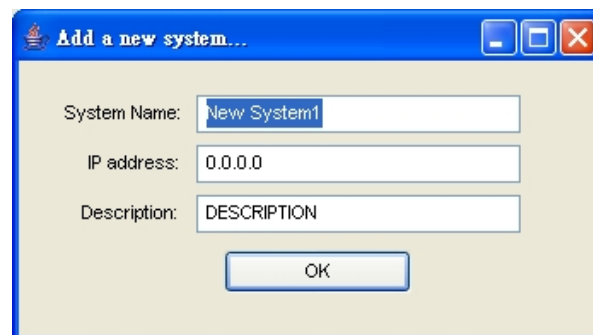 Add a new system...
System Name: New System1
IP address: 0.0.0.0
Description: DESCRIPTION
OK